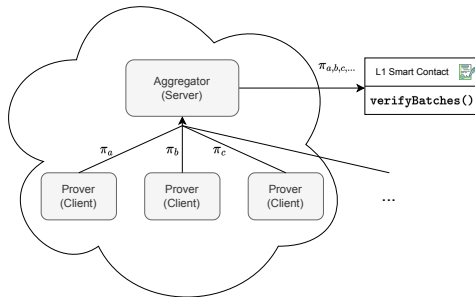 Aggregator
(Server)
π_{a,b,c,...}
L1 Smart Contact
verifyBatches()
π_a
π_b
π_c
Prover
(Client)
Prover
(Client)
Prover
(Client)
...